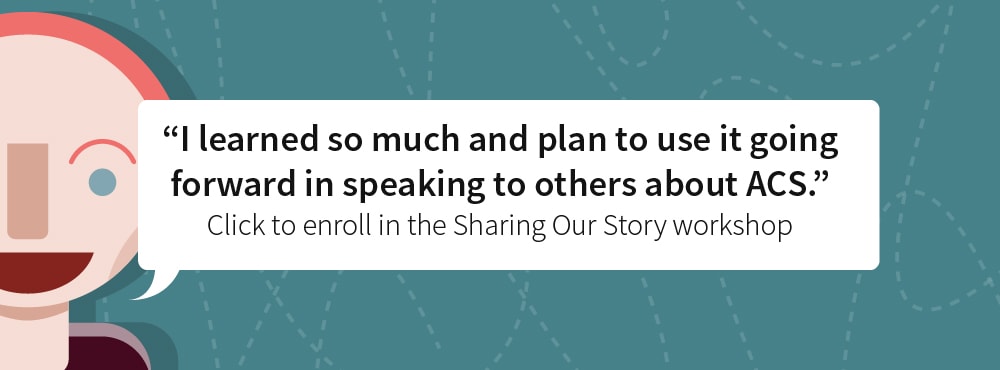 “I learned so much and plan to use it going
forward in speaking to others about ACS.”
Click to enroll in the Sharing Our Story workshop